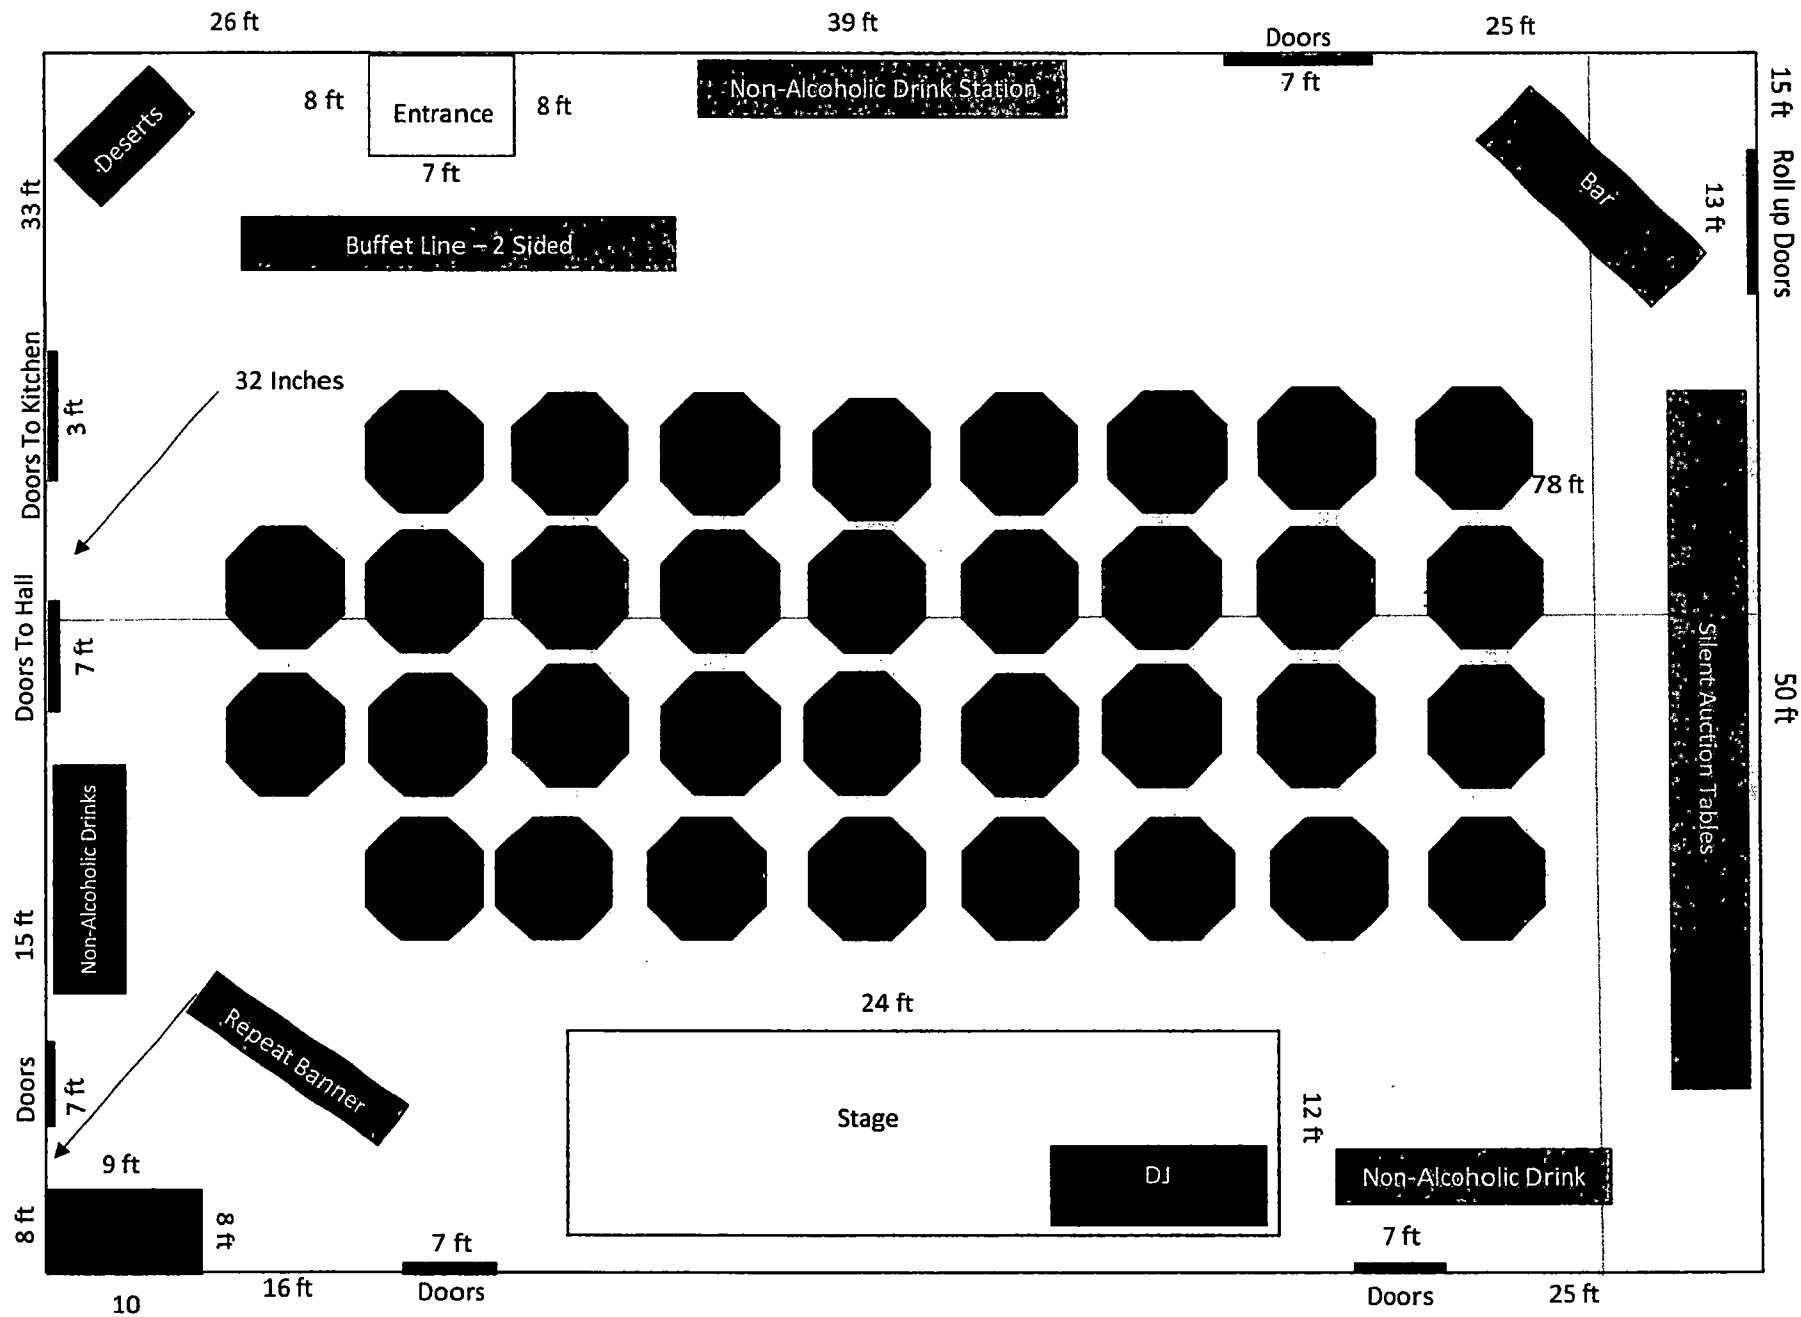 26 ft
39 ft
25 ft
Doors
7 ft
Deserts
8 ft
Entrance
8 ft
7 ft
Non-Alcoholic Drink Station
15 ft
Roll up Doors
13 ft
Bar
33 ft
Buffet Line – 2 Sided
Doors To Kitchen
3 ft
32 Inches
78 ft
Doors To Hall
7 ft
Silent Auction Tables
50 ft
Non-Alcoholic Drinks
15 ft
Repeat Banner
24 ft
Stage
12 ft
DJ
Non-Alcoholic Drink
Doors
7 ft
9 ft
8 ft
8 ft
7 ft
7 ft
10
16 ft
Doors
Doors
25 ft